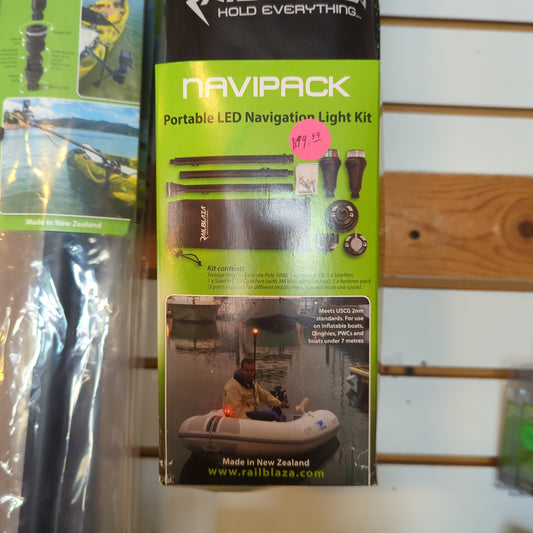 HOLD EVERYTHING...
NAVIPACK
Portable LED Navigation Light Kit
$99.49
RAILBLAZA
Kit contents
Meets USCG 2nm
standards. For use
on Inflatable boats,
Dinghies, PWCs and
boats under 7 metres
Made in New Zealand
www.railblaza.com
Made in New Zealand